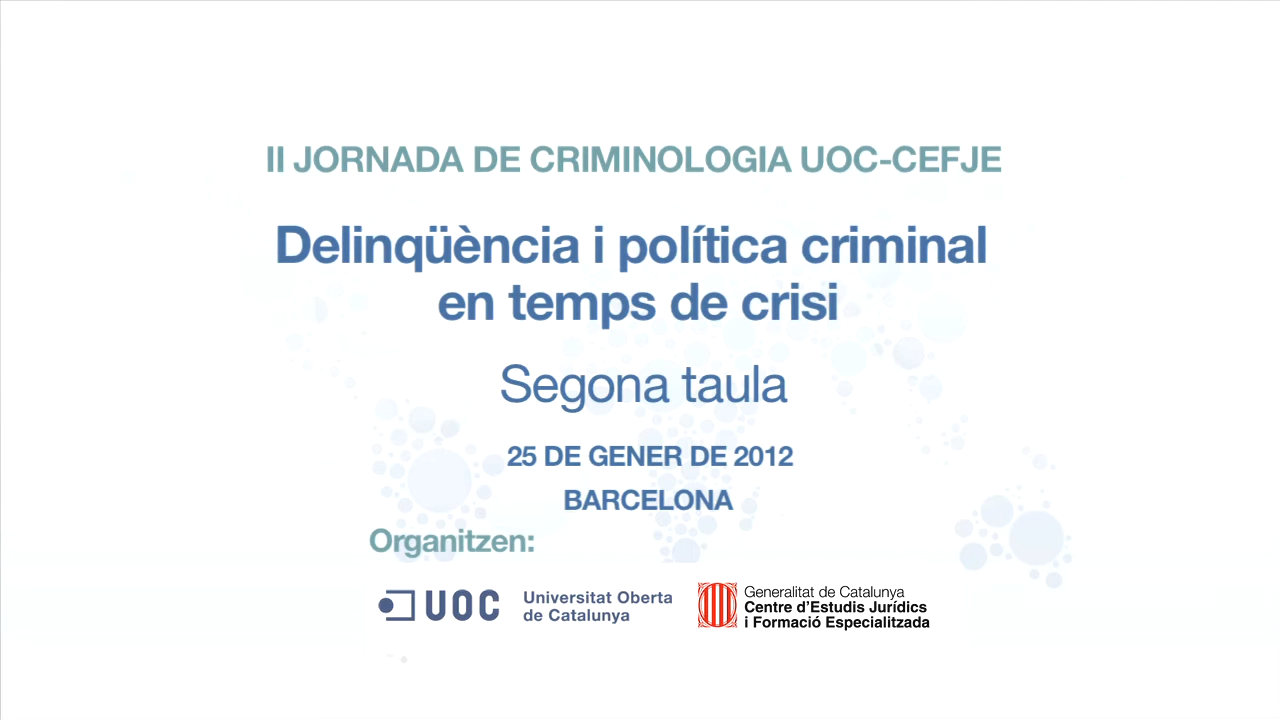 II JORNADA DE CRIMINOLOGIA UOC-CEFJE
Delinqüència i política criminal
en temps de crisi
Segona taula
25 DE GENER DE 2012
BARCELONA
Organitzen:
UOC
Universitat Oberta
de Catalunya
Generalitat de Catalunya
Centre d'Estudis Jurídics
i Formació Especialitzada